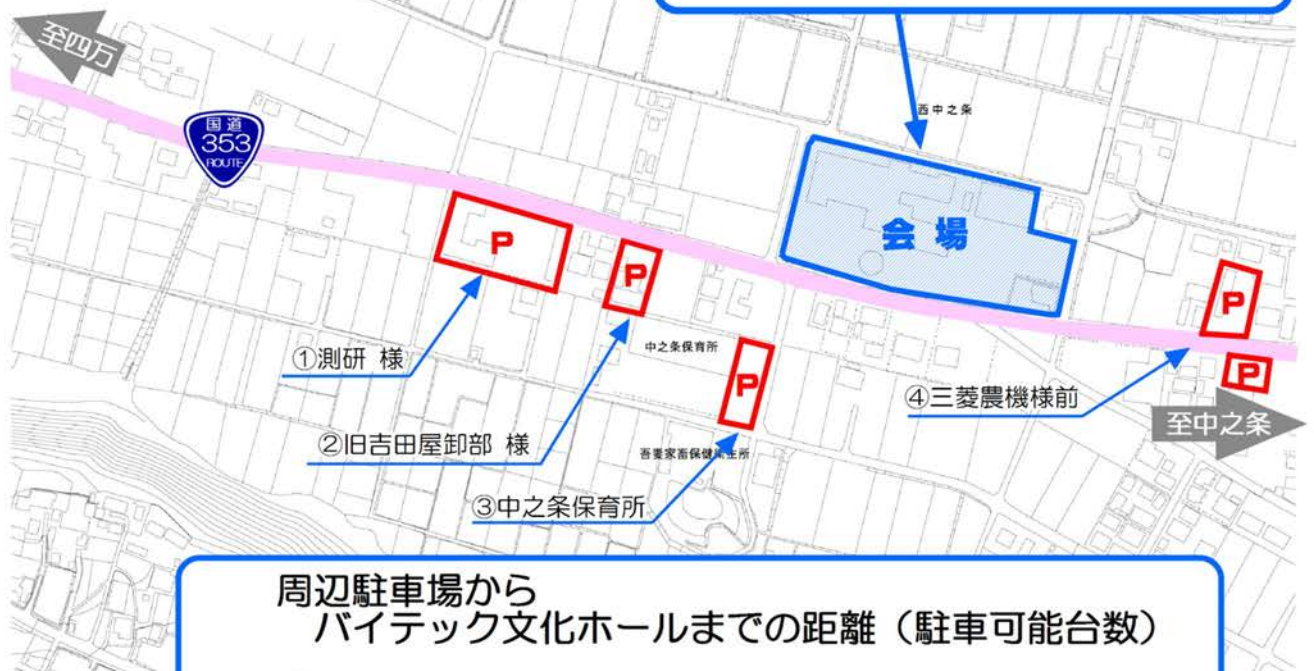 至四万
国道
353
ROUTE
西中之条
会場
P
P
P
P
P
①測研 様
中之条保育所
④三菱農機様前
至中之条
②旧吉田屋卸部 様
吾妻家畜保健衛生所
③中之条保育所
周辺駐車場から
バイテック文化ホールまでの距離（駐車可能台数）